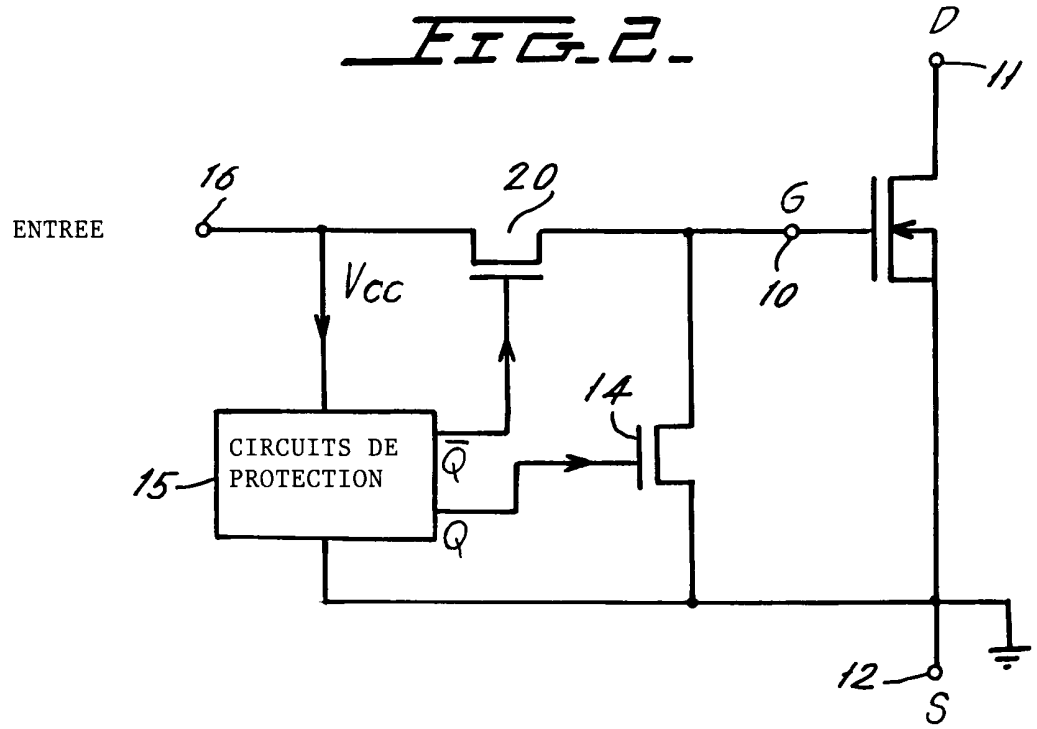 FIG. 2.
D
11
16
20
G
ENTREE
10
Vcc
14
CIRCUITS DE
PROTECTION
15
Q̅
Q
12
S